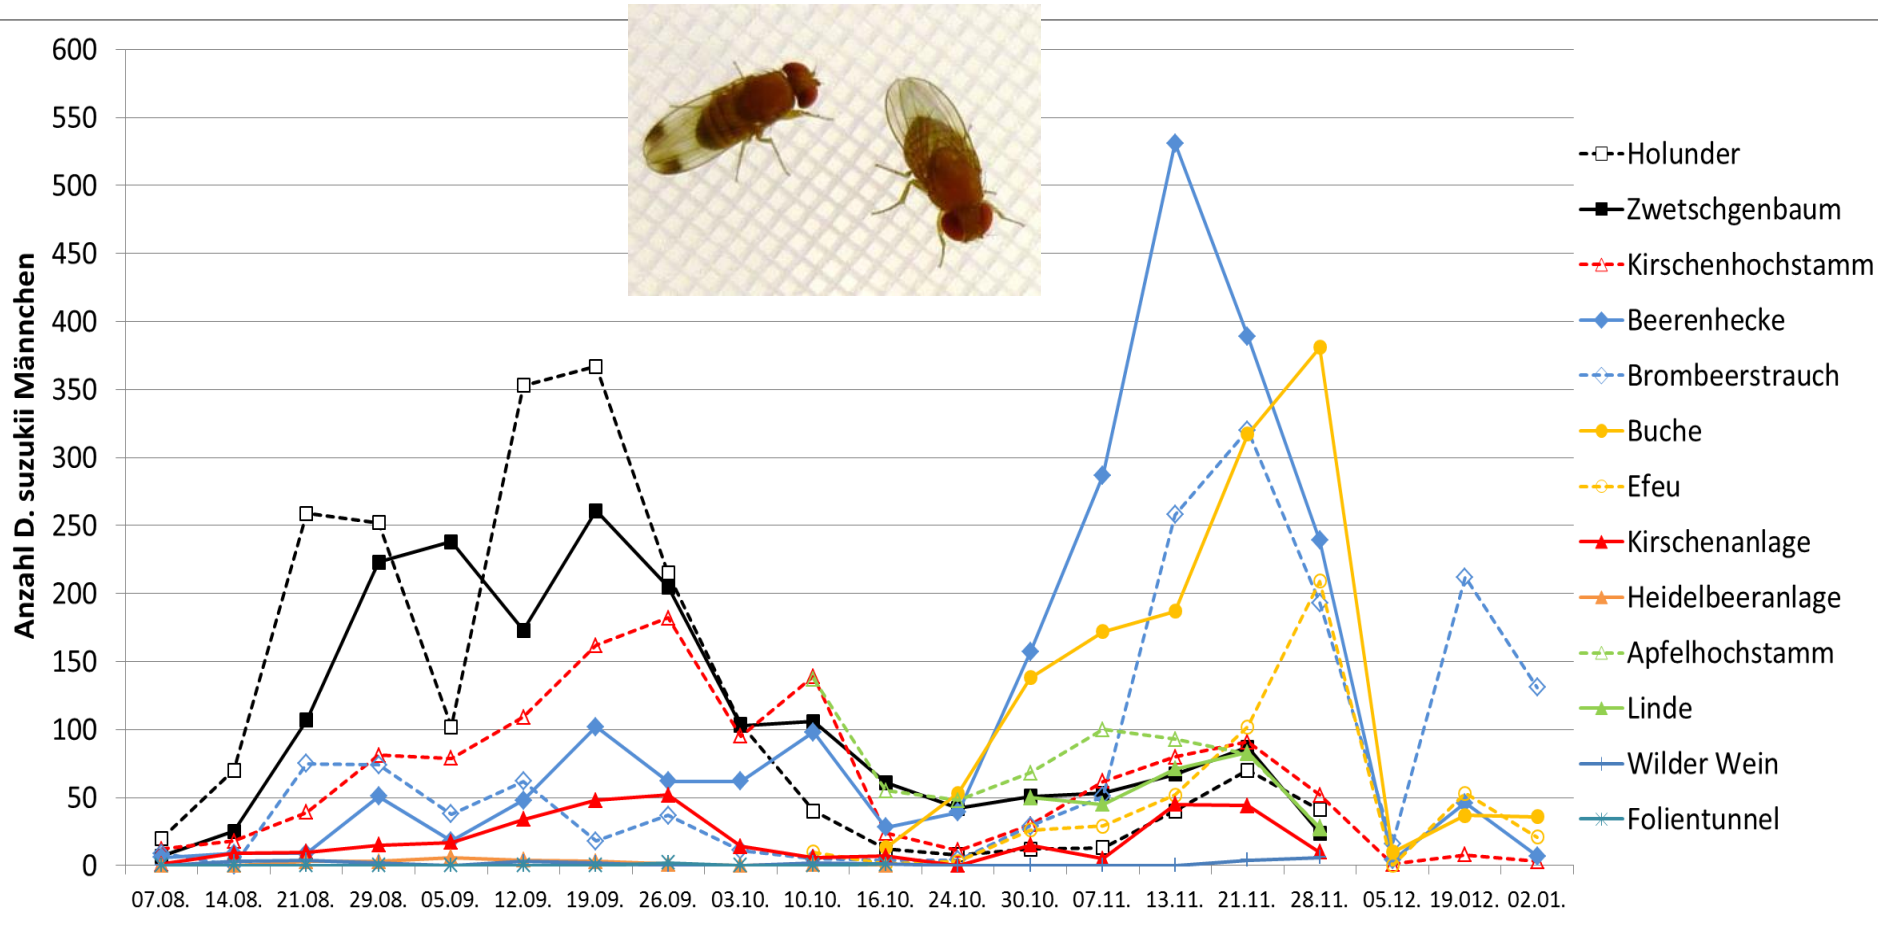 600
550
500
450
400
350
300
250
200
150
100
50
0
Anzahl D. suzukii Männchen
07.08. 14.08. 21.08. 29.08. 05.09. 12.09. 19.09. 26.09. 03.10. 10.10. 16.10. 24.10. 30.10. 07.11. 13.11. 21.11. 28.11. 05.12. 19.012. 02.01.
Holunder
Zwetschgenbaum
Kirschenhochstamm
Beerenhecke
Brombeerstrauch
Buche
Efeu
Kirschenanlage
Heidelbeeranlage
Apfelhochstamm
Linde
Wilder Wein
Folientunnel